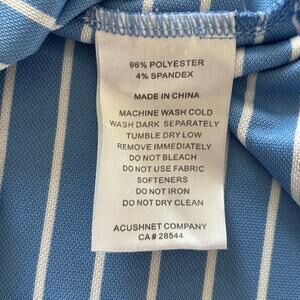 96% POLYESTER
4% SPANDEX
MADE IN CHINA
MACHINE WASH COLD
WASH DARK SEPARATELY
TUMBLE DRY LOW
REMOVE IMMEDIATELY
DO NOT BLEACH
DO NOT USE FABRIC
SOFTENERS
DO NOT IRON
DO NOT DRY CLEAN
ACUSHNET COMPANY
CA# 28544